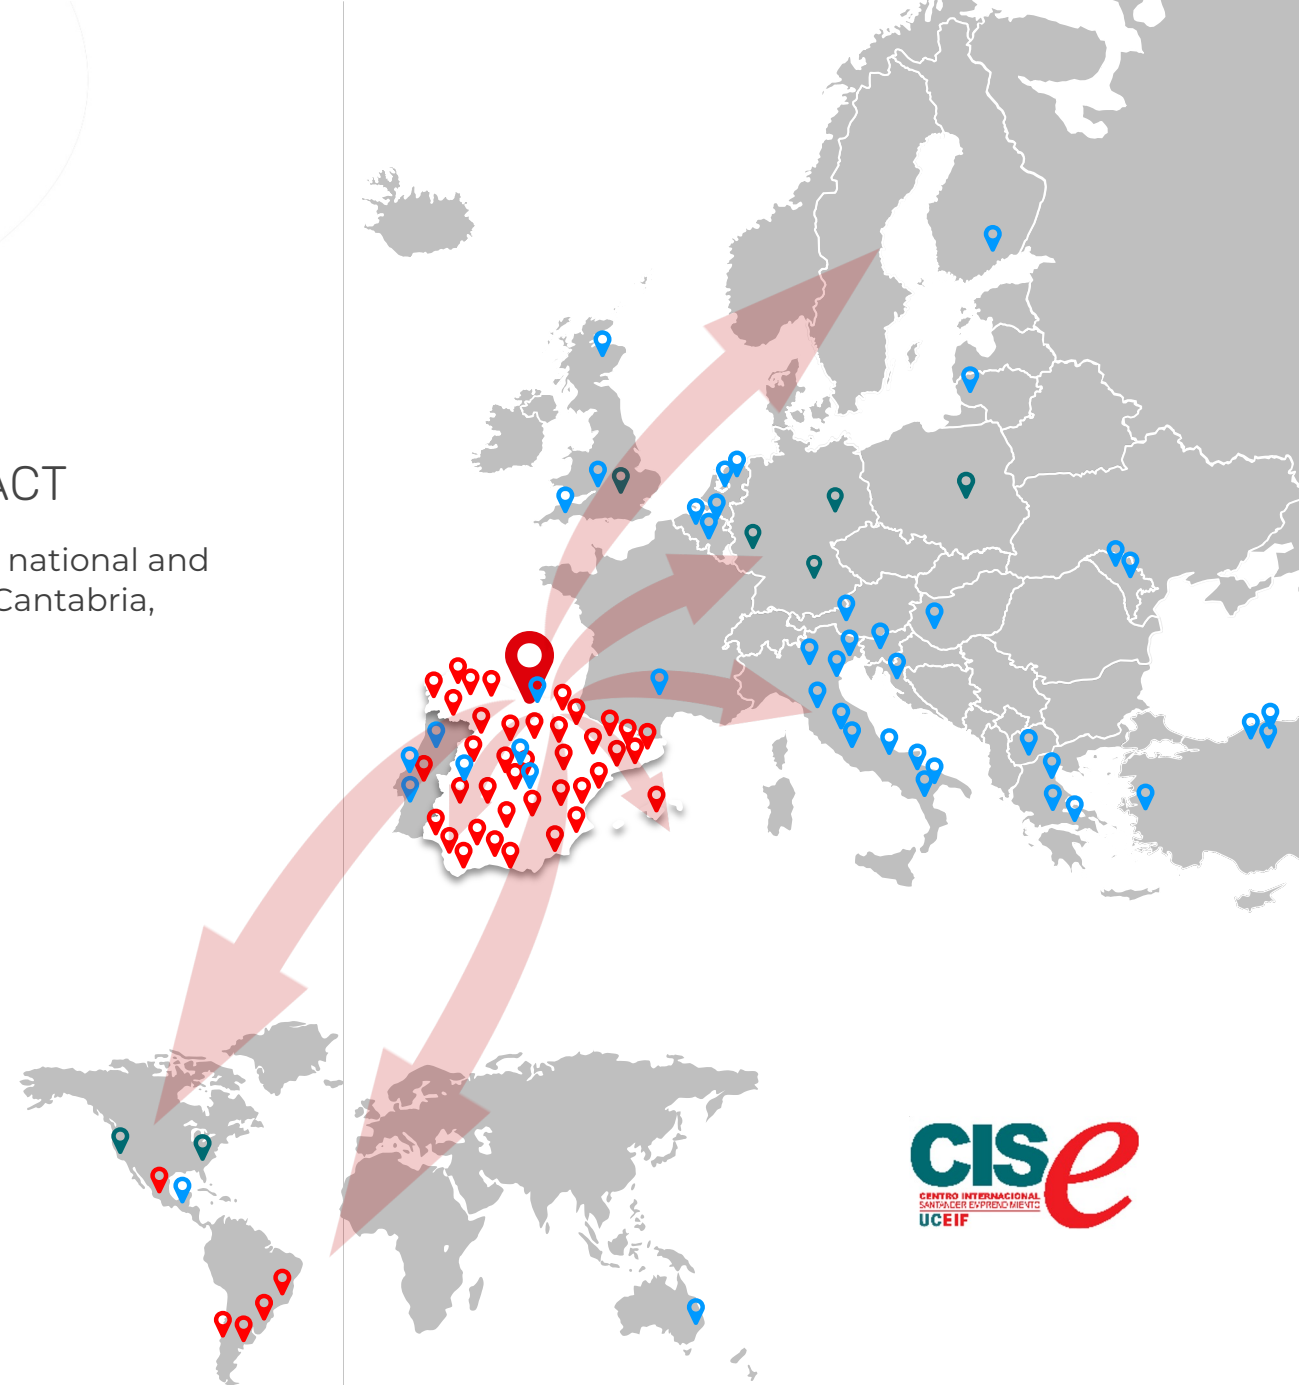 ACT
national and
Cantabria,
CISe
CENTRO INTERNACIONAL
SANTANDER EMPRENDIMIENTO
UCEIF